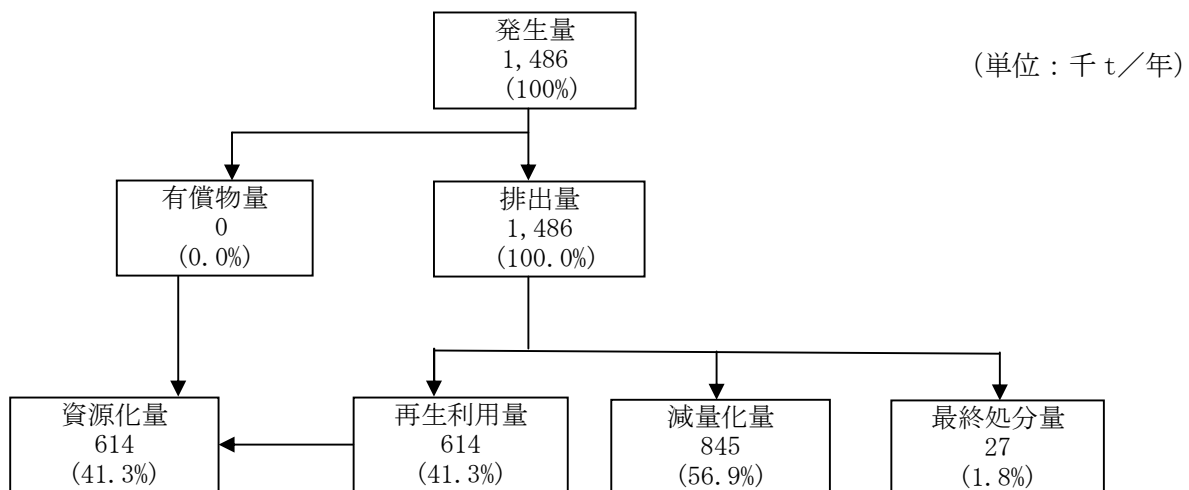 発生量
1,486
(100%)
(単位：千t／年)
有償物量
0
(0.0%)
排出量
1,486
(100.0%)
資源化量
614
(41.3%)
再生利用量
614
(41.3%)
減量化量
845
(56.9%)
最終処分量
27
(1.8%)